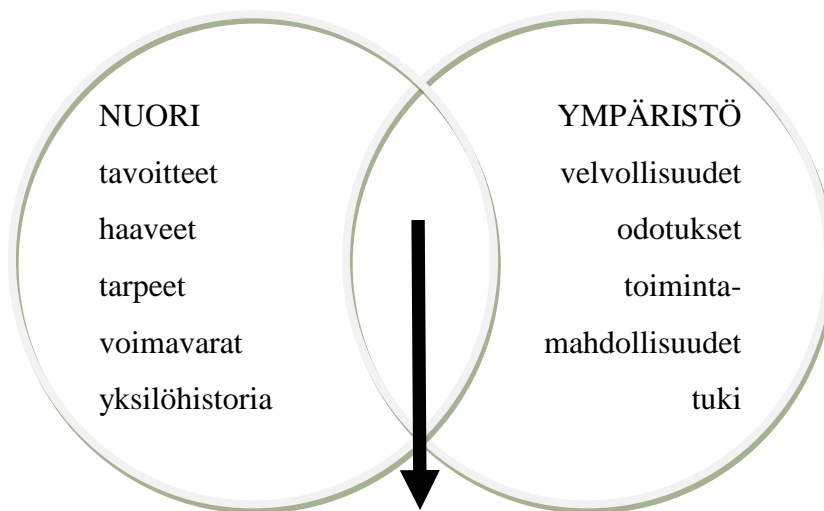 NUORI
tavoitteet
haaveet
tarpeet
voimavarat
yksilöhistoria
YMPÄRISTÖ
velvollisuudet
odotukset
toiminta-
mahdollisuudet
tuki